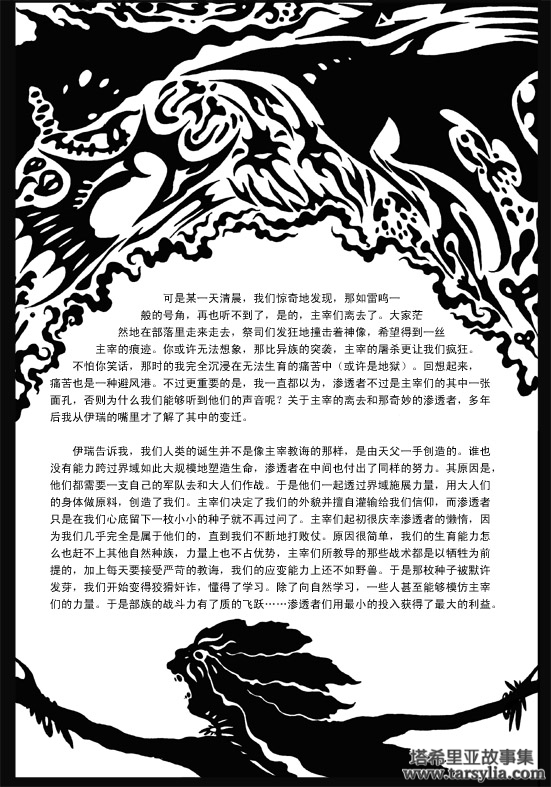 可是某一天清晨，我们惊奇地发现，那如雷鸣一
般的号角，再也听不到了，是的，主宰们离去了。大家茫
然地在部落里走来走去，祭司们发狂地撞击着神像，希望得到一丝
主宰的痕迹。你或许无法想象，那比异族的突袭，主宰的屠杀更让我们疯狂。
不怕你笑话，那时的我完全沉浸在无法生育的痛苦中（或许是地狱）。回想起来，
痛苦也是一种避风港。不过更重要的是，我一直都以为，渗透者不过是主宰们的其中一张
面孔，否则为什么我们能够听到他们的声音呢？关于主宰的离去和那奇妙的渗透者，多年
后我从伊瑞的嘴里才了解了其中的变迁。
伊瑞告诉我，我们人类的诞生并不是像主宰教诲的那样，是由天父一手创造的。谁也
没有能力跨过界域如此大规模地塑造生命，渗透者在中间也付出了同样的努力。其原因是，
他们都需要一支自己的军队去和大人们作战。于是他们一起透过界域施展力量，用大人们
的身体做原料，创造了我们。主宰们决定了我们的外貌并擅自灌输给我们信仰，而渗透者
只是在我们心底留下一枚小小的种子就不再过问了。主宰们起初很庆幸渗透者的懒惰，因
为我们几乎完全是属于他们的，直到我们不断地打败仗。原因很简单，我们的生育能力怎
么也赶不上其他自然种族，力量上也不占优势，主宰们所教导的那些战术都是以牺牲为前
提的，加上每天要接受严苛的教诲，我们的应变能力上还不如野兽。于是那枚种子被默许
发芽，我们开始变得狡猾奸诈，懂得了学习。除了向自然学习，一些人甚至能够模仿主宰
们的力量。于是部族的战斗力有了质的飞跃……渗透者们用最小的投入获得了最大的利益。
塔希里亚故事集
www.tarsylia.com